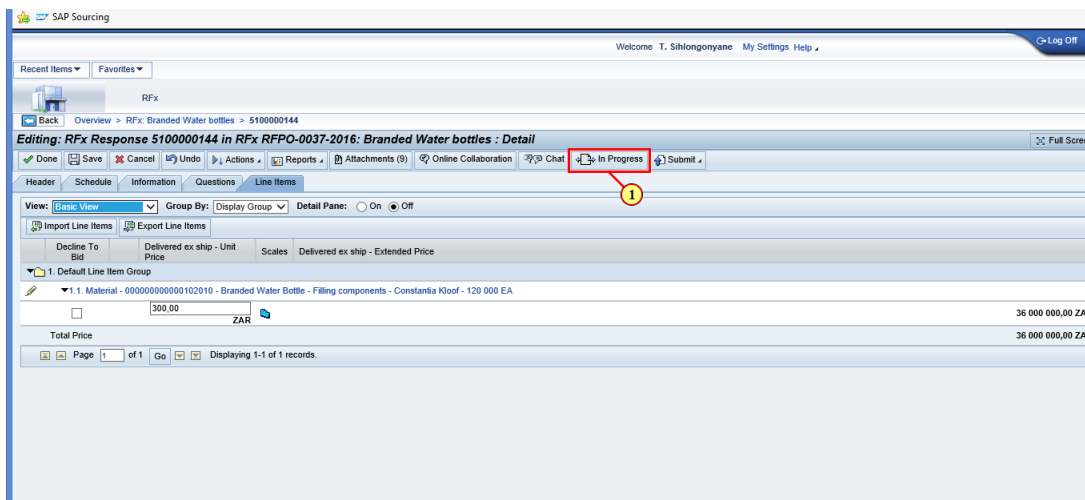 SAP Sourcing
Welcome T. Sihlongonyane My Settings Help
Log Off
Recent Items Favorites
RFx
Back Overview > RFx: Branded Water bottles > 5100000144
Editing: RFx Response 5100000144 in RFx RFPO-0037-2016: Branded Water bottles : Detail
Full Scre
Done Save Cancel Undo Actions Reports Attachments (9) Online Collaboration Chat In Progress Submit
1
Header Schedule Information Questions Line Items
View: Basic View Group By: Display Group Detail Pane: On Off
Import Line Items Export Line Items
Decline To Bid Delivered ex ship - Unit Price Scales Delivered ex ship - Extended Price
1. Default Line Item Group
1.1. Material - 000000000000102010 - Branded Water Bottle - Filling components - Constantia Kloof - 120 000 EA
300,00 ZAR 36 000 000,00 ZA
Total Price 36 000 000,00 ZA
Page 1 of 1 Go Displaying 1-1 of 1 records.